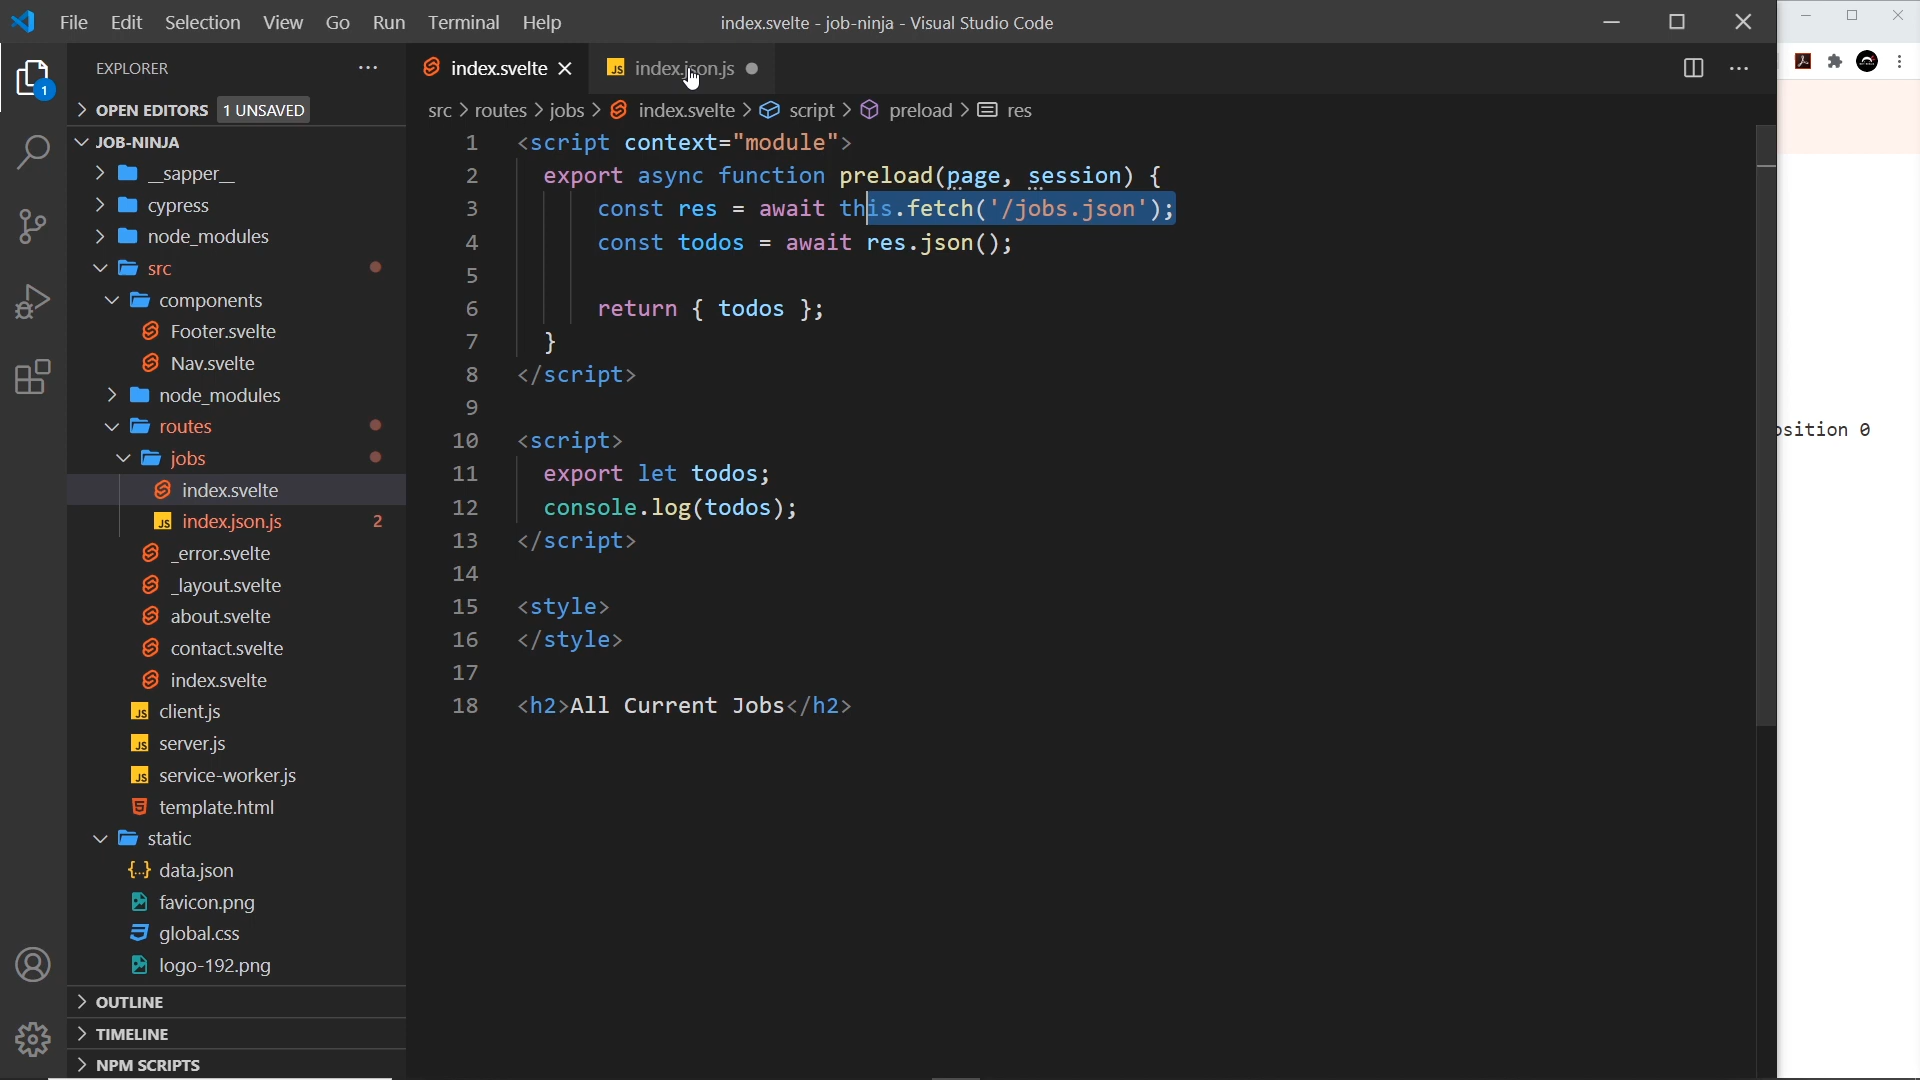 File Edit Selection View Go Run Terminal Help
index.svelte - job-ninja - Visual Studio Code
EXPLORER
OPEN EDITORS 1 UNSAVED
JOB-NINJA
__sapper__
cypress
node_modules
src
components
Footer.svelte
Nav.svelte
node_modules
routes
jobs
index.svelte
index.json.js 2
_error.svelte
_layout.svelte
about.svelte
contact.svelte
index.svelte
client.js
server.js
service-worker.js
template.html
static
data.json
favicon.png
global.css
logo-192.png
OUTLINE
TIMELINE
NPM SCRIPTS
1
index.svelte
JS index.json.js
src > routes > jobs > index.svelte > script > preload > res
1 <script context="module">
2 export async function preload(page, session) {
3 const res = await this.fetch('/jobs.json');
4 const todos = await res.json();
5
6 return { todos };
7 }
8 </script>
9
10 <script>
11 export let todos;
12 console.log(todos);
13 </script>
14
15 <style>
16 </style>
17
18 <h2>All Current Jobs</h2>
osition 0